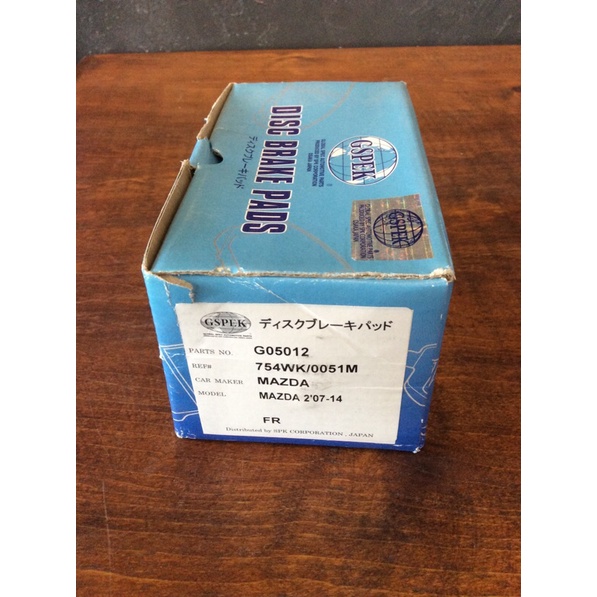 DISC BRAKE PADS
ディスクブレーキパッド
GSPEK
GSPEK
GSPEK
ディスクブレーキパッド
PARTS NO. G05012
REF# 754WK/0051M
CAR MAKER MAZDA
MODEL MAZDA 2'07-14
FR
Distributed by SPK CORPORATION , JAPAN